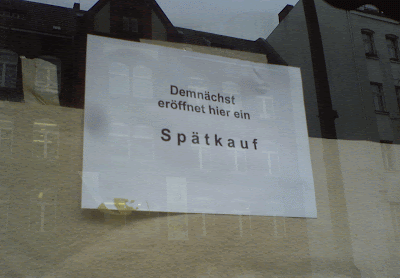 Demnächst
eröffnet hier ein
Spätkauf